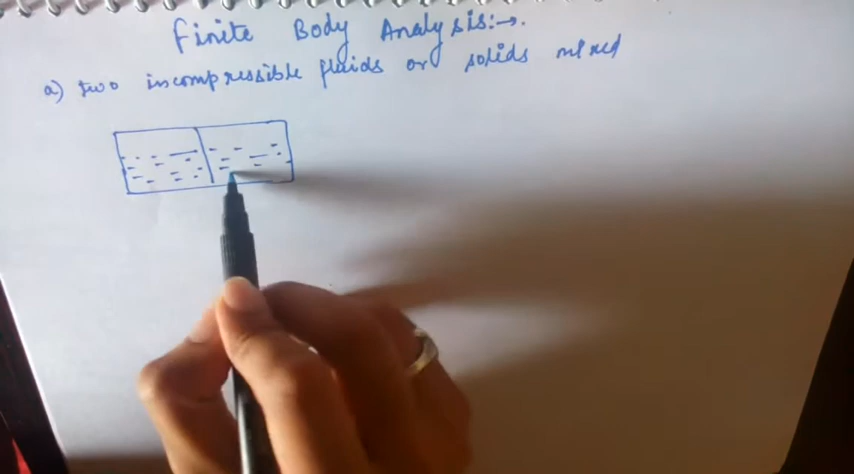 Finite Body Analysis:→.
a) two incompressible fluids or solids mixed